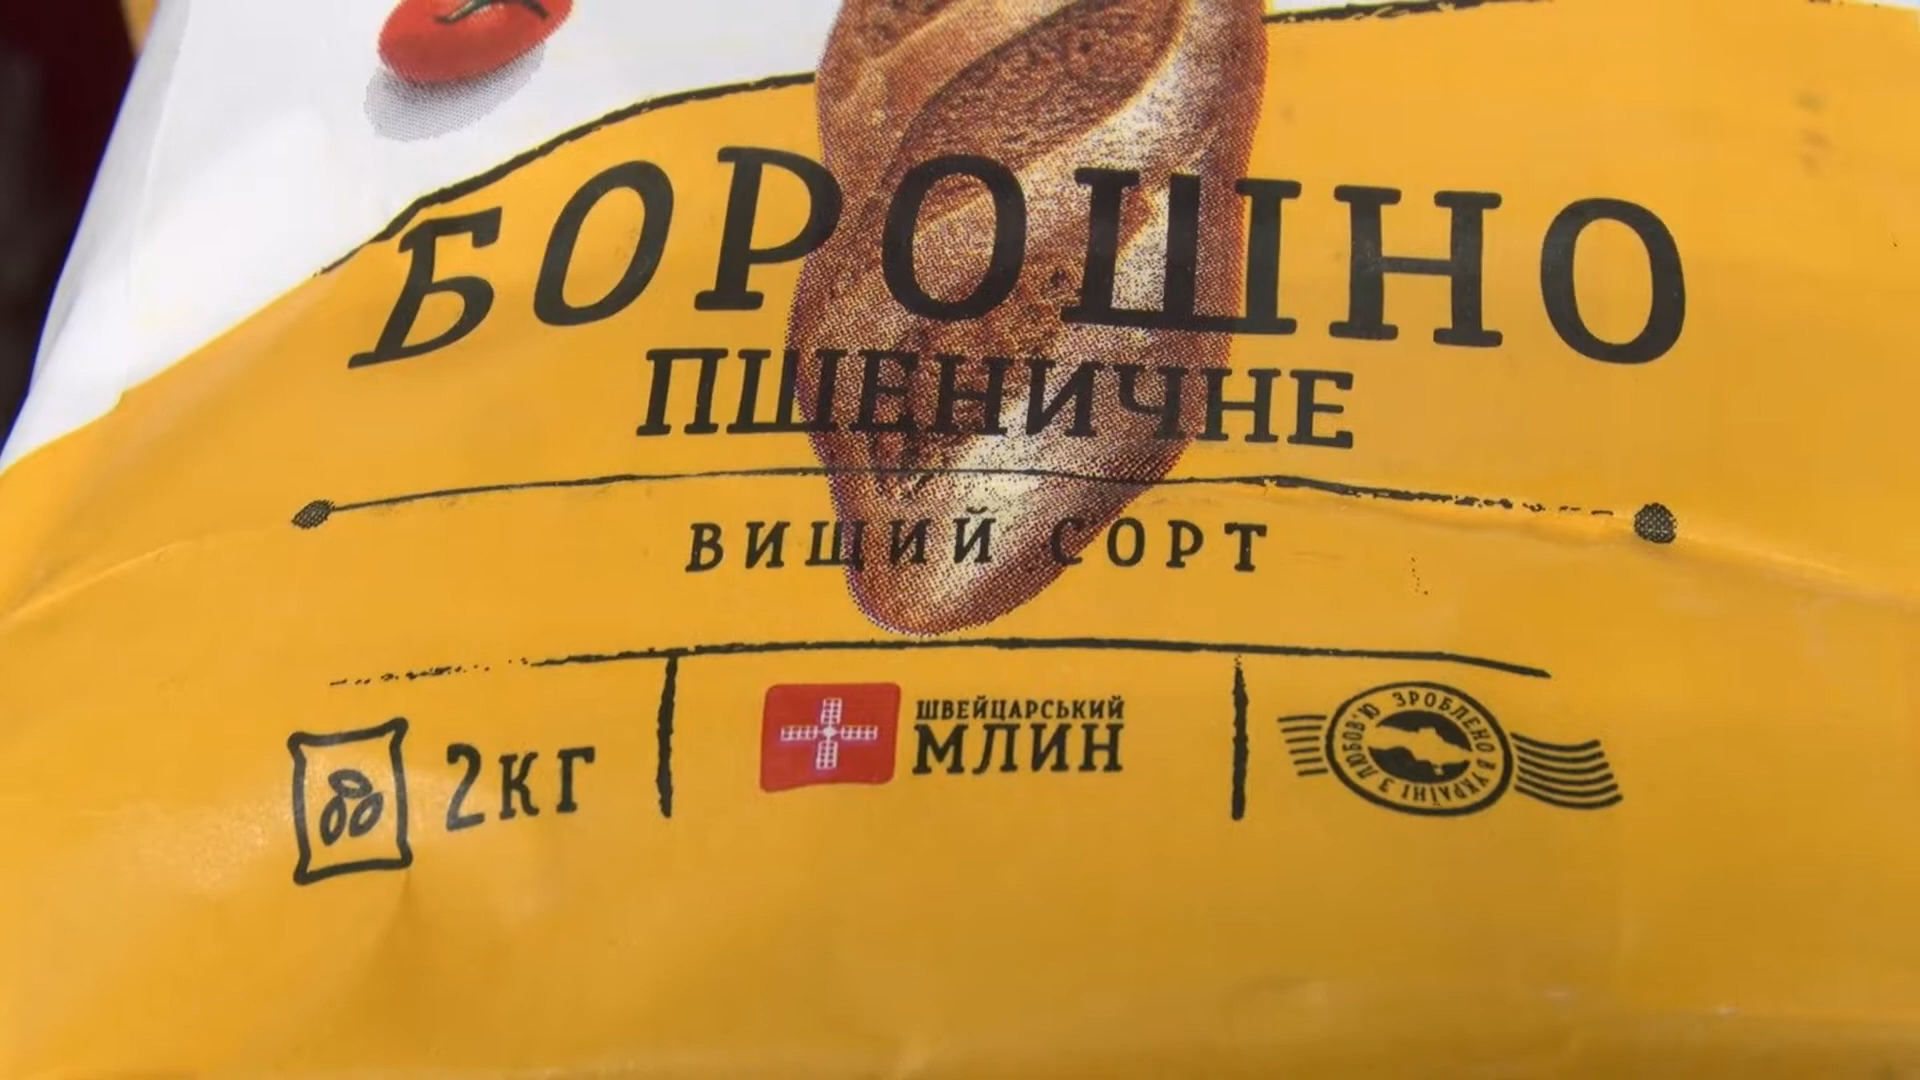 БОРОШНО
ПШЕНИЧНЕ
ВИЩИЙ СОРТ
2КГ
ШВЕЙЦАРСЬКИЙ
МЛИН
ЗРОБЛЕНО В УКРАЇНІ З ЛЮБОВ'Ю